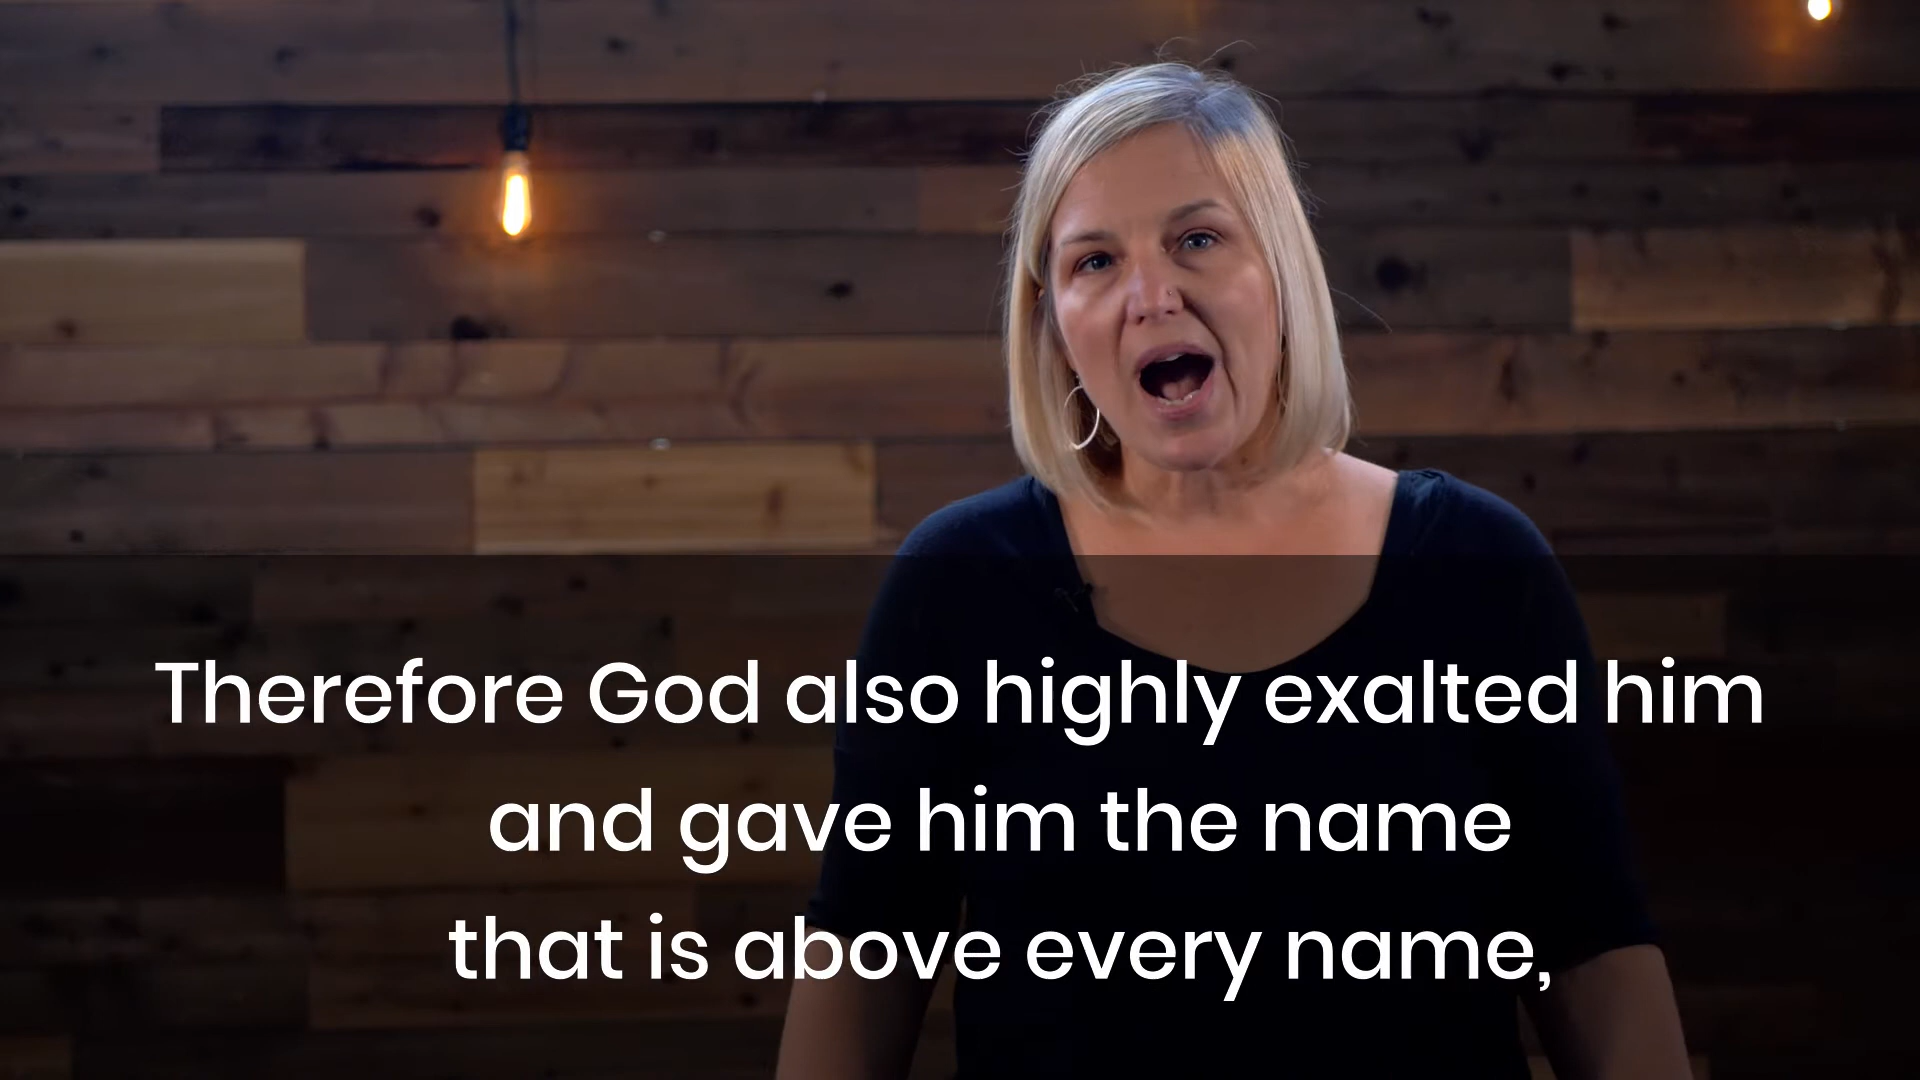 Therefore God also highly exalted him
and gave him the name
that is above every name,